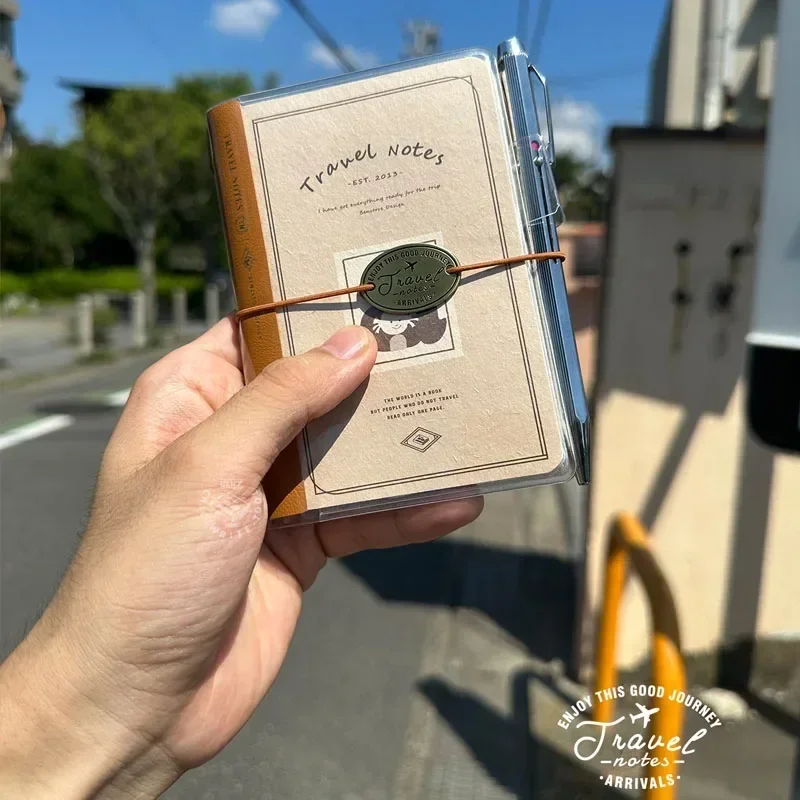 Travel Notes
-EST. 2013-
I have got everything ready for the trip
Beautore Design
TRAVEL NOTES
ENJOY THIS GOOD JOURNEY
Travel
-notes-
·ARRIVALS·
THE WORLD IS A BOOK
BUT PEOPLE WHO DO NOT TRAVEL
READ ONLY ONE PAGE.
ENJOY THIS GOOD JOURNEY
Travel
-notes-
·ARRIVALS·